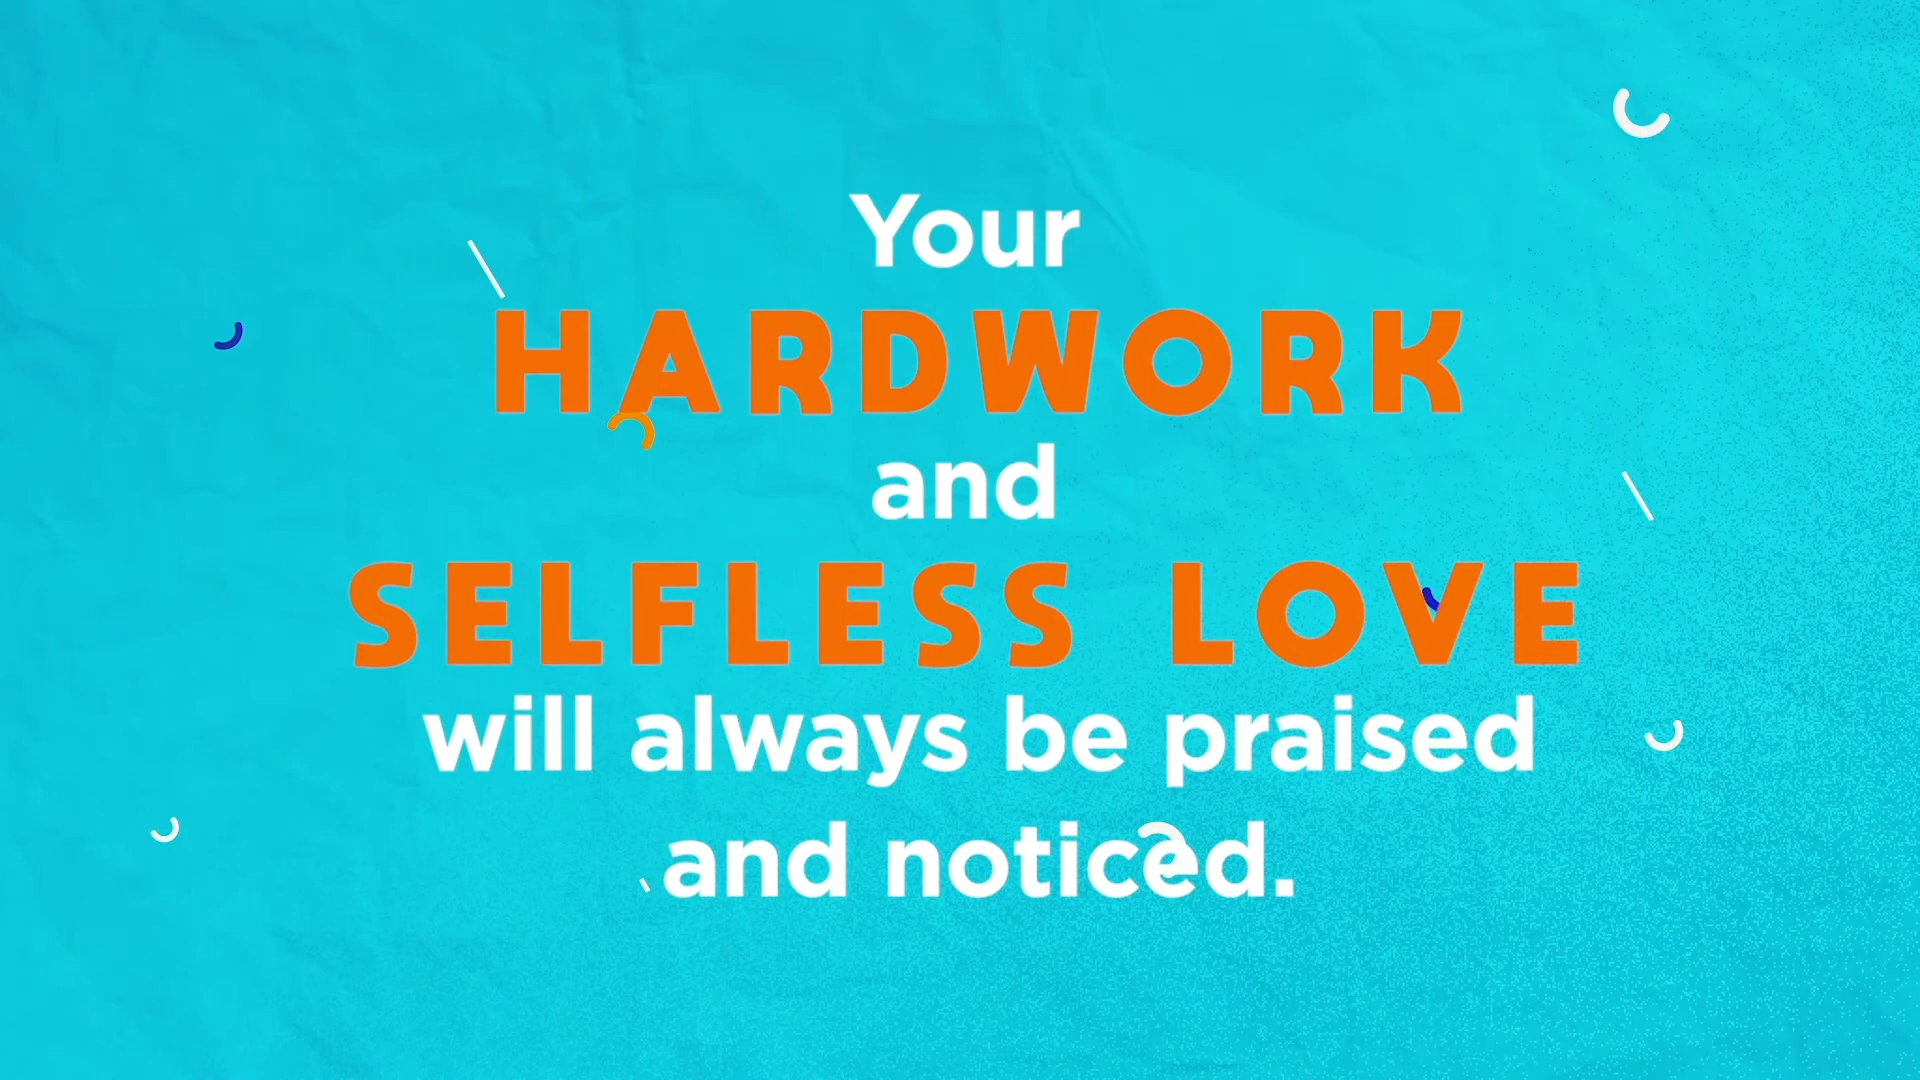 Your
HARDWORK
and
SELFLESS LOVE
will always be praised
and noticed.